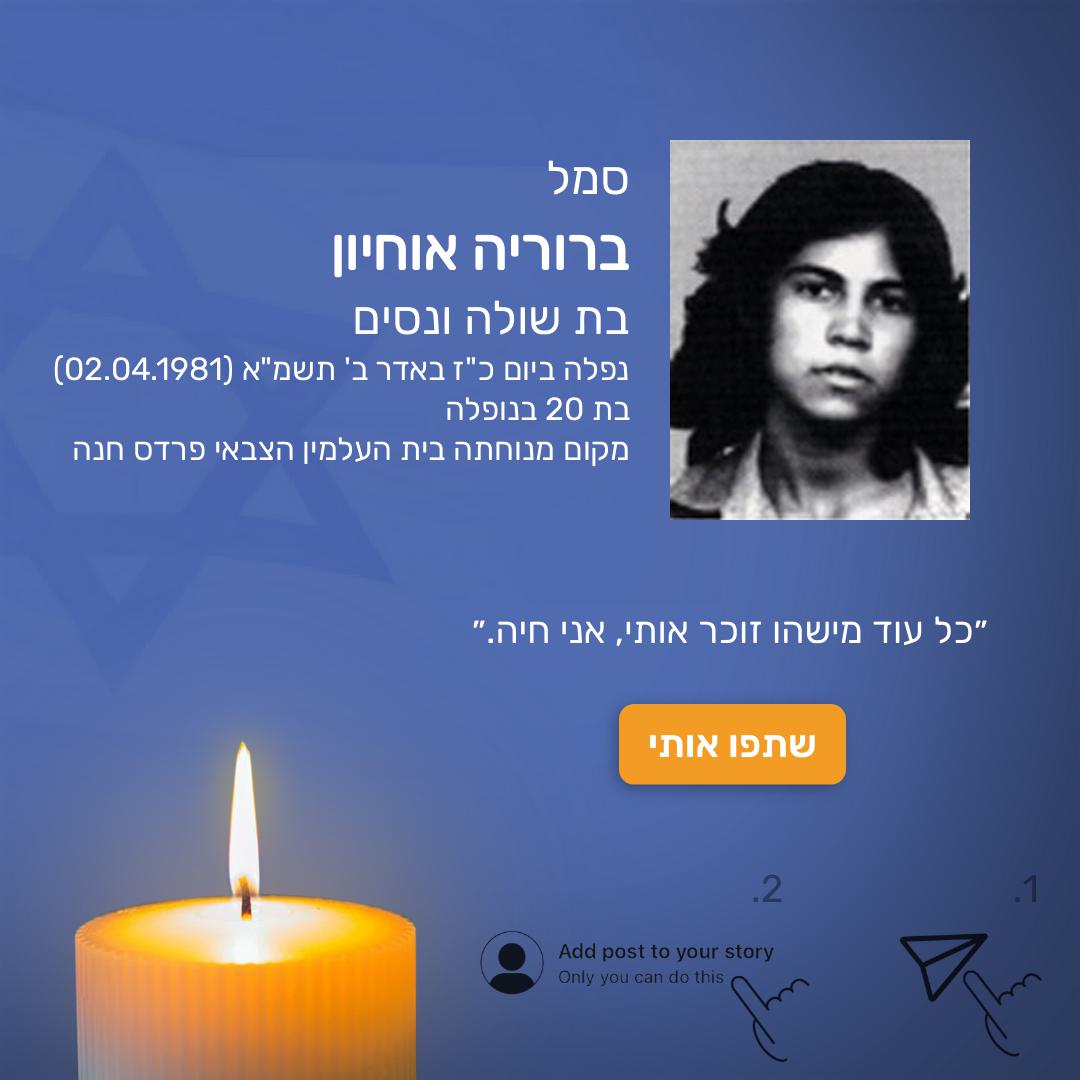 סמל
ברוריה אוחיון
בת שולה ונסים
נפלה ביום כ"ז באדר ב' תשמ"א (02.04.1981)
בת 20 בנופלה
מקום מנוחתה בית העלמין הצבאי פרדס חנה
״כל עוד מישהו זוכר אותי, אני חיה.״
שתפו אותי
1.
2.
Add post to your story
Only you can do this